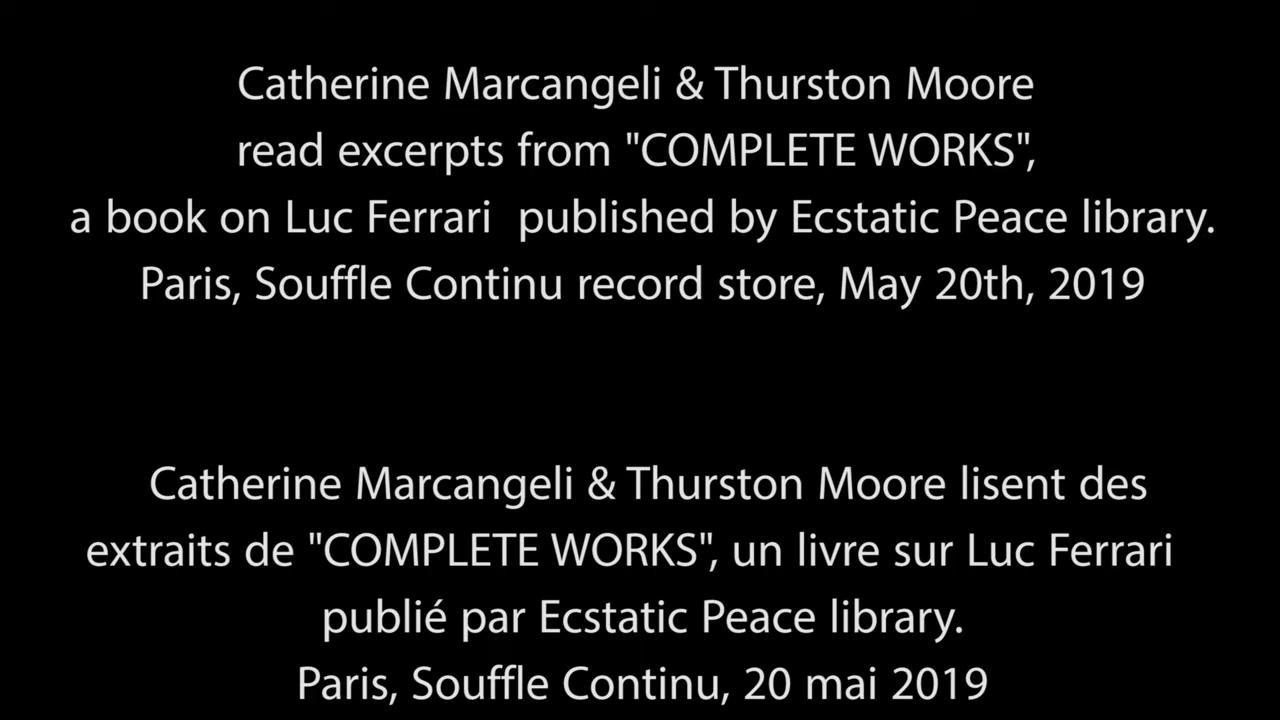 Catherine Marcangeli & Thurston Moore
read excerpts from "COMPLETE WORKS",
a book on Luc Ferrari  published by Ecstatic Peace library.
Paris, Souffle Continu record store, May 20th, 2019
Catherine Marcangeli & Thurston Moore lisent des
extraits de "COMPLETE WORKS", un livre sur Luc Ferrari
publié par Ecstatic Peace library.
Paris, Souffle Continu, 20 mai 2019